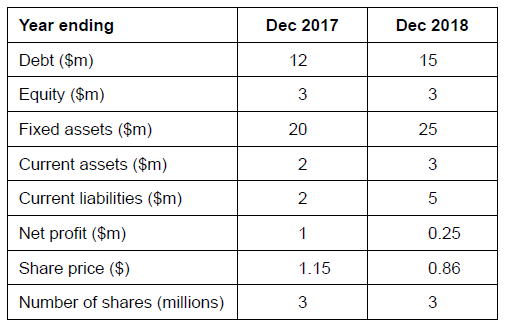 Year ending Dec 2017 Dec 2018
Debt ($m) 12 15
Equity ($m) 3 3
Fixed assets ($m) 20 25
Current assets ($m) 2 3
Current liabilities ($m) 2 5
Net profit ($m) 1 0.25
Share price ($) 1.15 0.86
Number of shares (millions) 3 3